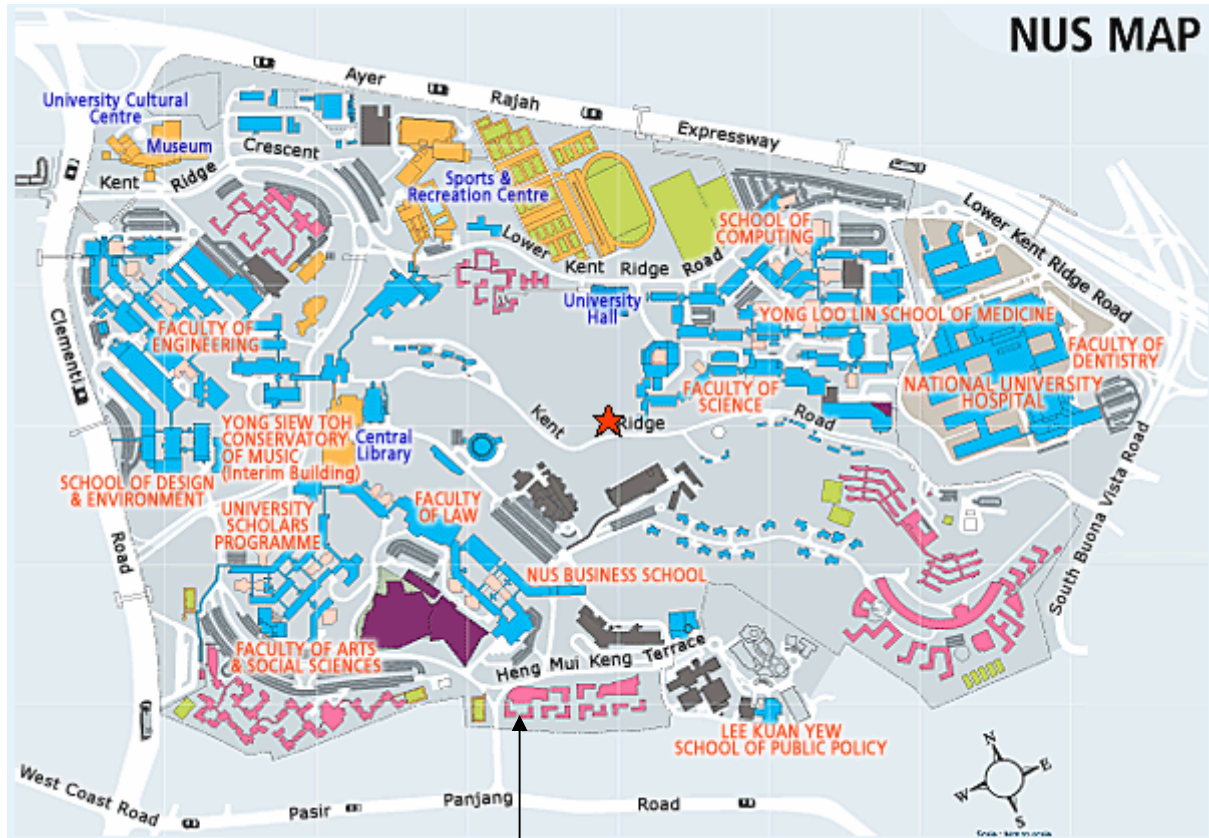 NUS MAP
Ayer Rajah Expressway
University Cultural
Centre
Museum
Kent Ridge Crescent
Sports &
Recreation Centre
Lower Kent Ridge Road
SCHOOL OF
COMPUTING
Lower Kent Ridge Road
University
Hall
YONG LOO LIN SCHOOL OF MEDICINE
FACULTY OF
ENGINEERING
FACULTY OF
DENTISTRY
FACULTY OF
SCIENCE
NATIONAL UNIVERSITY
HOSPITAL
Clementi Road
Kent Ridge Road
YONG SIEW TOH
CONSERVATORY
OF MUSIC
(Interim Building)
Central
Library
SCHOOL OF DESIGN
& ENVIRONMENT
UNIVERSITY
SCHOLARS
PROGRAMME
FACULTY
OF LAW
South Buona Vista Road
NUS BUSINESS SCHOOL
FACULTY OF ARTS
& SOCIAL SCIENCES
Heng Mui Keng Terrace
LEE KUAN YEW
SCHOOL OF PUBLIC POLICY
N
E
W
S
West Coast Road
Pasir Panjang Road